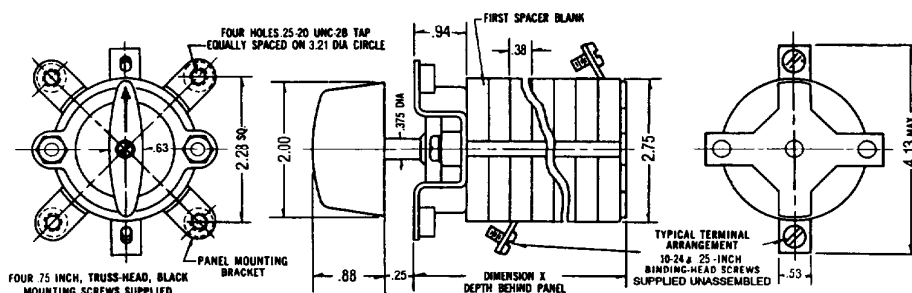 FOUR HOLES .25-20 UNC-2B TAP
EQUALLY SPACED ON 3.21 DIA CIRCLE
.63
2.28 SQ.
PANEL MOUNTING
BRACKET
FOUR .75 INCH, TRUSS-HEAD, BLACK
MOUNTING SCREWS SUPPLIED
FIRST SPACER BLANK
.94
.38
2.00
.375 DIA
2.75
.88
.25
DIMENSION X
DEPTH BEHIND PANEL
TYPICAL TERMINAL
ARRANGEMENT
10-24 x .25-INCH
BINDING-HEAD SCREWS
SUPPLIED UNASSEMBLED
.53
4.13 MAX